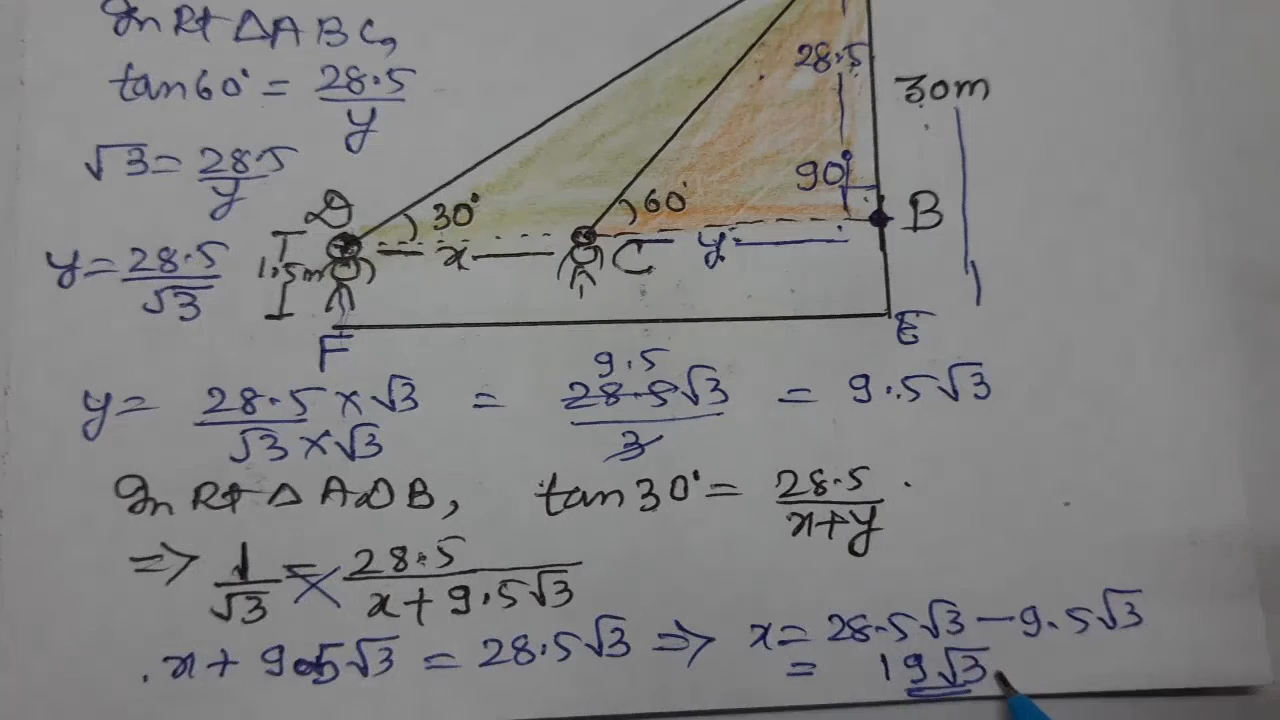 In Rt △ABC,
tan60° = 28.5/y
√3 = 28.5/y
y = 28.5/√3
28.5
30m
90°
B
60°
30°
D
1.5m
x
C
y
F
E
y = 28.5×√3/√3×√3 = 9.5 28.5√3/3 = 9.5√3
In Rt △ADB, tan30° = 28.5/x+y
=> 1/√3 = 28.5/x+9.5√3
x + 9.5√3 = 28.5√3 => x = 28.5√3 − 9.5√3
= 19√3